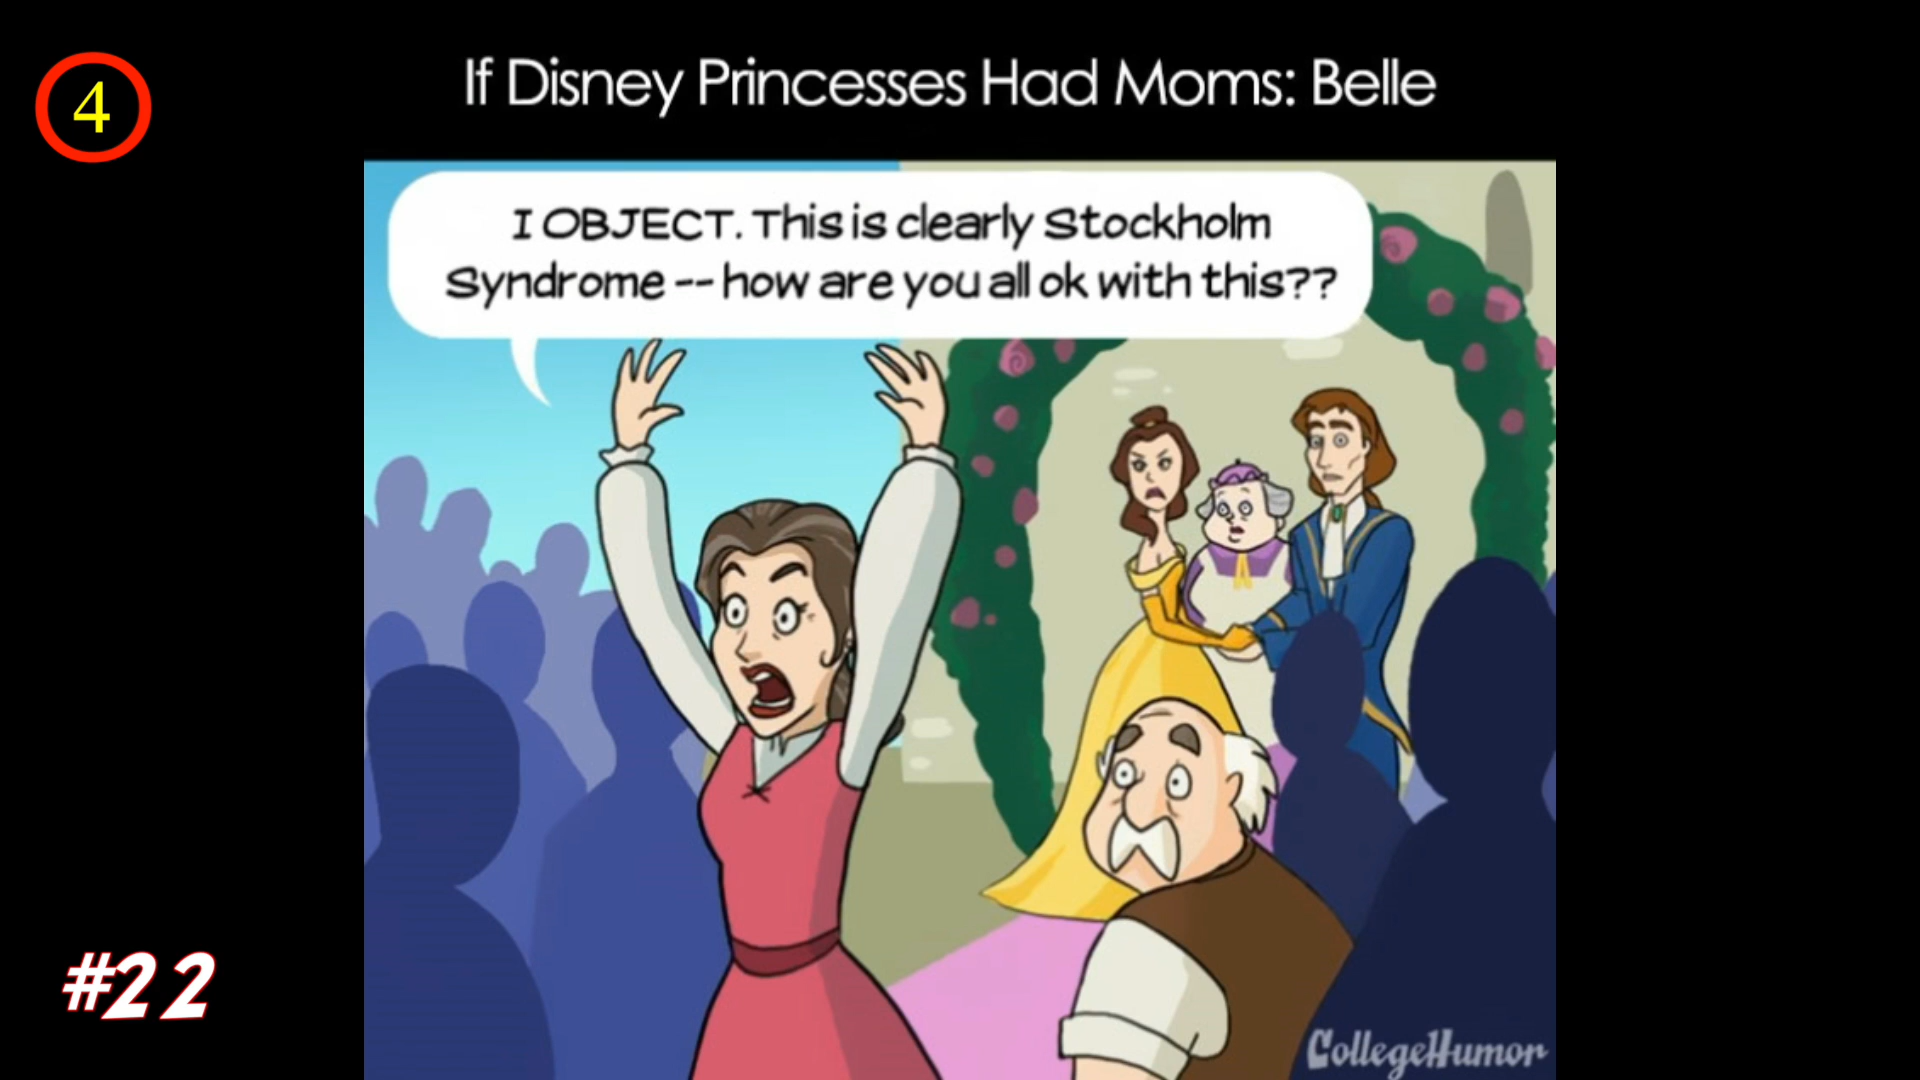 4
If Disney Princesses Had Moms: Belle
I OBJECT. This is clearly Stockholm
Syndrome -- how are you all ok with this??
#22
CollegeHumor